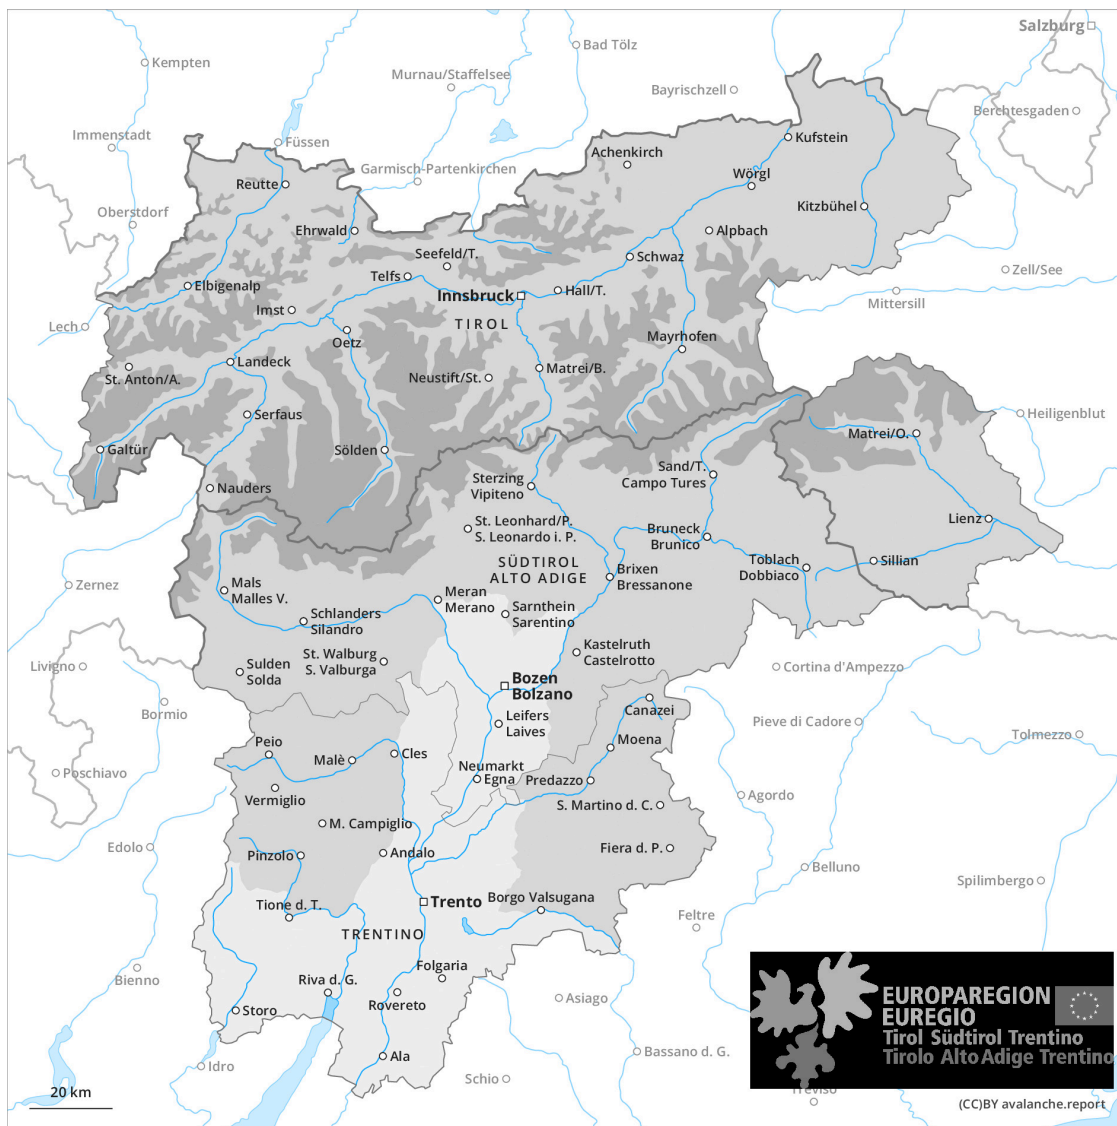 Salzburg
Bad Tölz
Kempten
Murnau/Staffelsee
Bayrischzell
Berchtesgaden
Immenstadt
Füssen
Kufstein
Achenkirch
Garmisch-Partenkirchen
Wörgl
Reutte
Kitzbühel
Oberstdorf
Ehrwald
Alpbach
Seefeld/T.
Schwaz
Telfs
Zell/See
Elbigenalp
Hall/T.
Innsbruck
Mittersill
Imst
Lech
TIROL
Oetz
Mayrhofen
Landeck
Matrei/B.
St. Anton/A.
Neustift/St.
Serfaus
Heiligenblut
Matrei/O.
Galtür
Sölden
Sand/T.
Campo Tures
Sterzing
Vipiteno
Nauders
Lienz
St. Leonhard/P.
S. Leonardo i. P.
Bruneck
Brunico
SÜDTIROL
ALTO ADIGE
Toblach
Dobbiaco
Sillian
Brixen
Bressanone
Zernez
Mals
Malles V.
Meran
Merano
Sarnthein
Sarentino
Schlanders
Silandro
Kastelruth
Castelrotto
St. Walburg
S. Valburga
Livigno
Sulden
Solda
Cortina d'Ampezzo
Bozen
Bolzano
Canazei
Bormio
Leifers
Laives
Pieve di Cadore
Tolmezzo
Moena
Peio
Cles
Malè
Poschiavo
Neumarkt
Egna
Predazzo
Vermiglio
Agordo
S. Martino d. C.
M. Campiglio
Edolo
Fiera d. P.
Pinzolo
Andalo
Belluno
Spilimbergo
Borgo Valsugana
Trento
Tione d. T.
Feltre
TRENTINO
Folgaria
Bienno
Riva d. G.
Rovereto
Asiago
Storo
EUROPAREGION
EUREGIO
Tirol Südtirol Trentino
Tirolo Alto Adige Trentino
Ala
Bassano d. G.
Idro
Schio
20 km
Treviso
(CC)BY avalanche.report